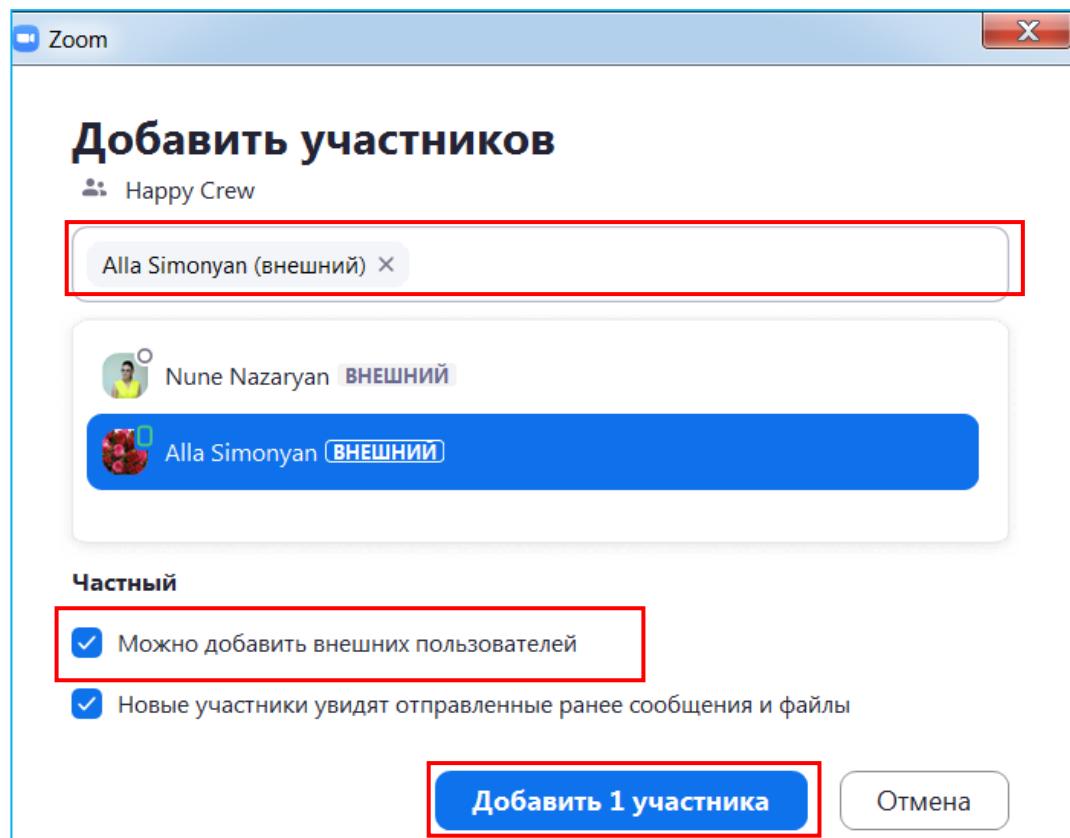 Zoom
Добавить участников
Happy Crew
Alla Simonyan (внешний) ×
Nune Nazaryan ВНЕШНИЙ
Alla Simonyan ВНЕШНИЙ
Частный
Можно добавить внешних пользователей
Новые участники увидят отправленные ранее сообщения и файлы
Добавить 1 участника Отмена